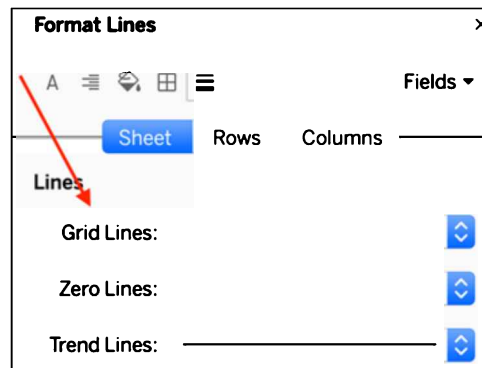 Format Lines
A Fields
Sheet Rows Columns
Lines
Grid Lines:
Zero Lines:
Trend Lines: